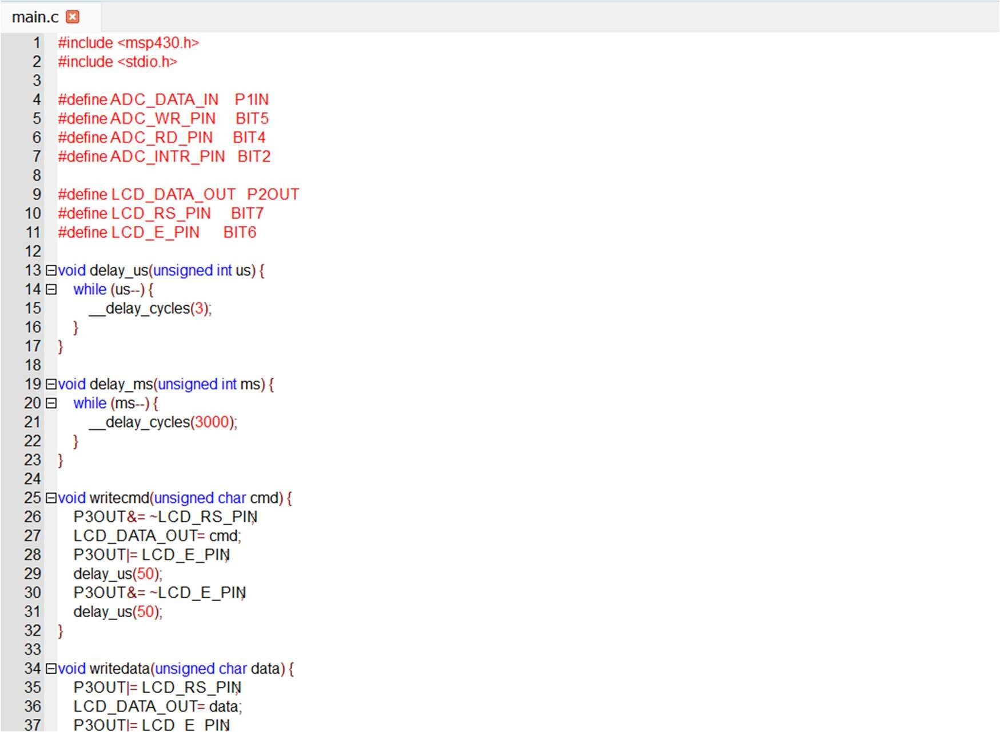 main.c
1 #include <msp430.h>
2 #include <stdio.h>
3
4 #define ADC_DATA_IN    P1IN
5 #define ADC_WR_PIN     BIT5
6 #define ADC_RD_PIN     BIT4
7 #define ADC_INTR_PIN   BIT2
8
9 #define LCD_DATA_OUT   P2OUT
10 #define LCD_RS_PIN     BIT7
11 #define LCD_E_PIN      BIT6
12
13 void delay_us(unsigned int us) {
14     while (us--) {
15         __delay_cycles(3);
16     }
17 }
18
19 void delay_ms(unsigned int ms) {
20     while (ms--) {
21         __delay_cycles(3000);
22     }
23 }
24
25 void writecmd(unsigned char cmd) {
26     P3OUT &= ~LCD_RS_PIN;
27     LCD_DATA_OUT = cmd;
28     P3OUT |= LCD_E_PIN;
29     delay_us(50);
30     P3OUT &= ~LCD_E_PIN;
31     delay_us(50);
32 }
33
34 void writedata(unsigned char data) {
35     P3OUT |= LCD_RS_PIN;
36     LCD_DATA_OUT = data;
37     P3OUT |= LCD_E_PIN;